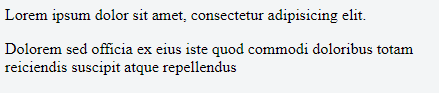 Lorem ipsum dolor sit amet, consectetur adipisicing elit.
Dolorem sed officia ex eius iste quod commodi doloribus totam
reiciendis suscipit atque repellendus